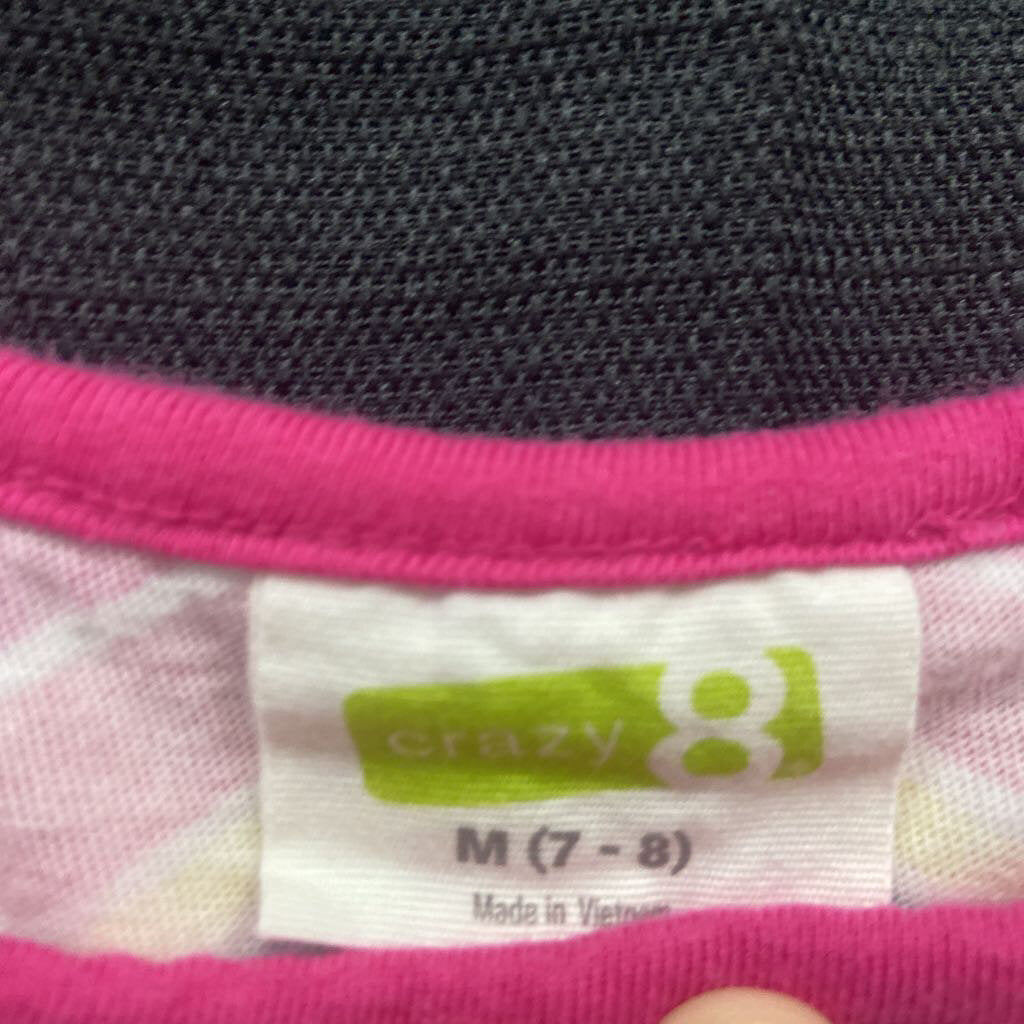 crazy 8
M (7 - 8)
Made in Vietnam